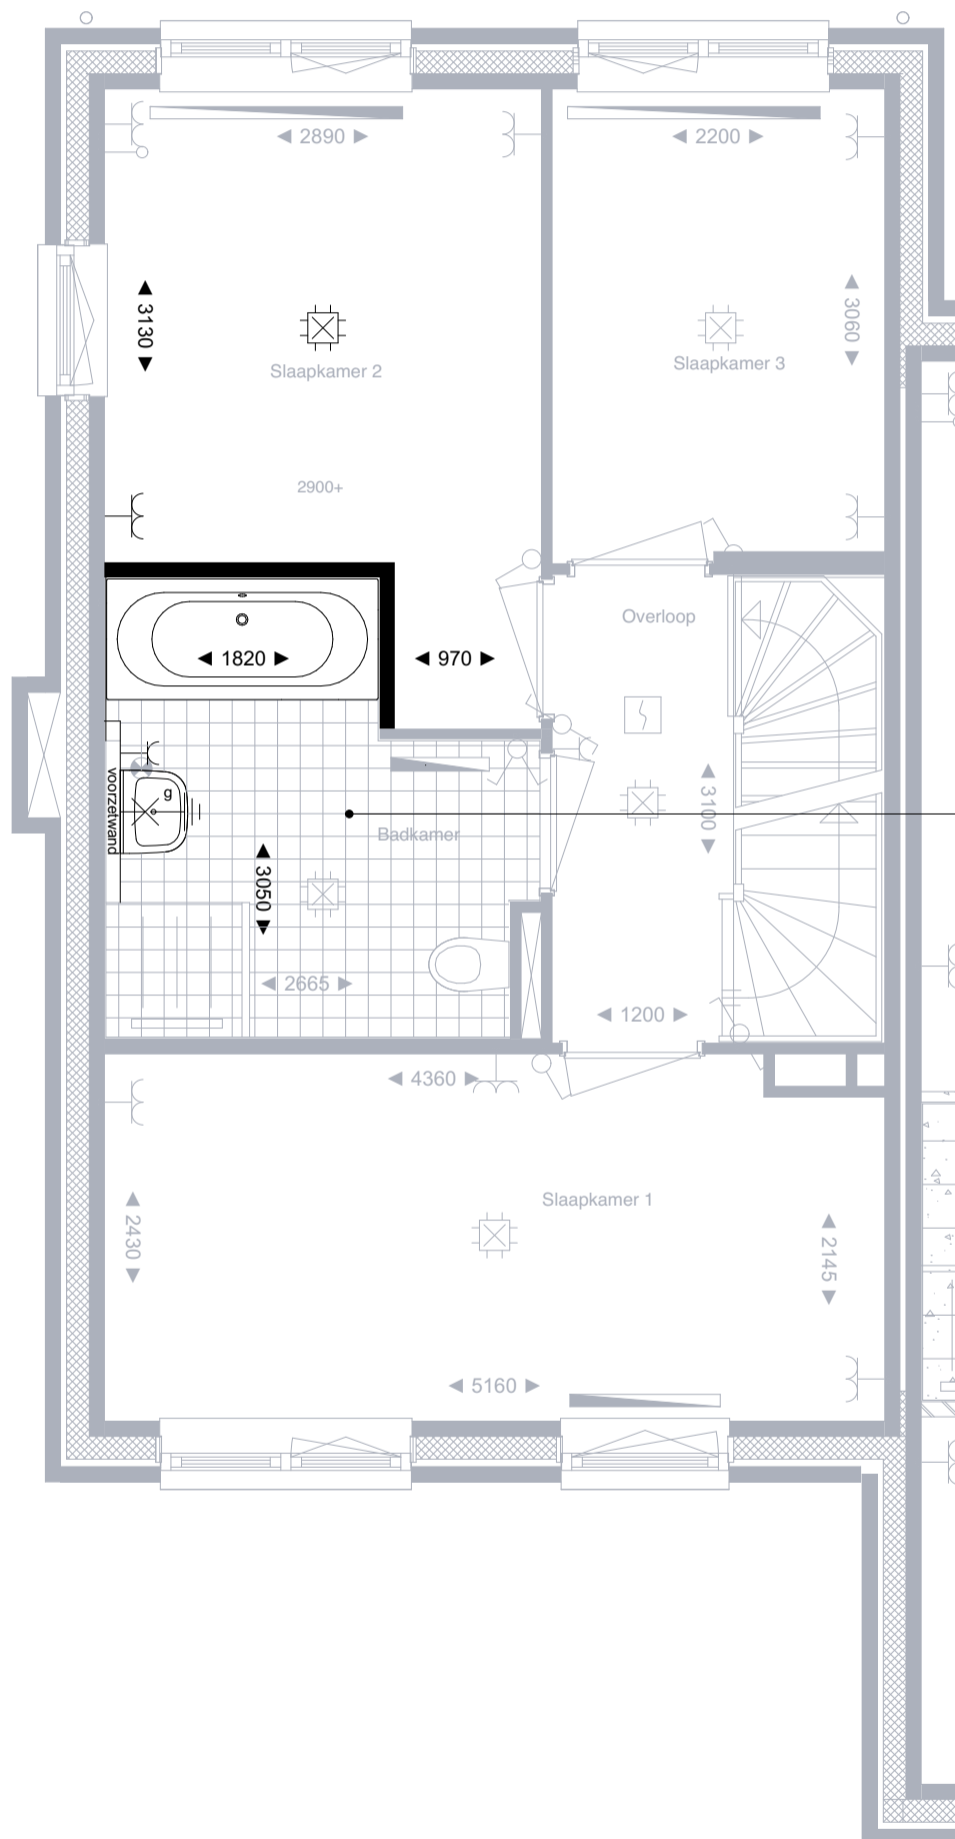 2890
2200
3130
3060
Slaapkamer 2
Slaapkamer 3
2900+
Overloop
1820
970
voorzetwand
g
3100
Badkamer
3050
2665
1200
4360
Slaapkamer 1
2430
2145
5160